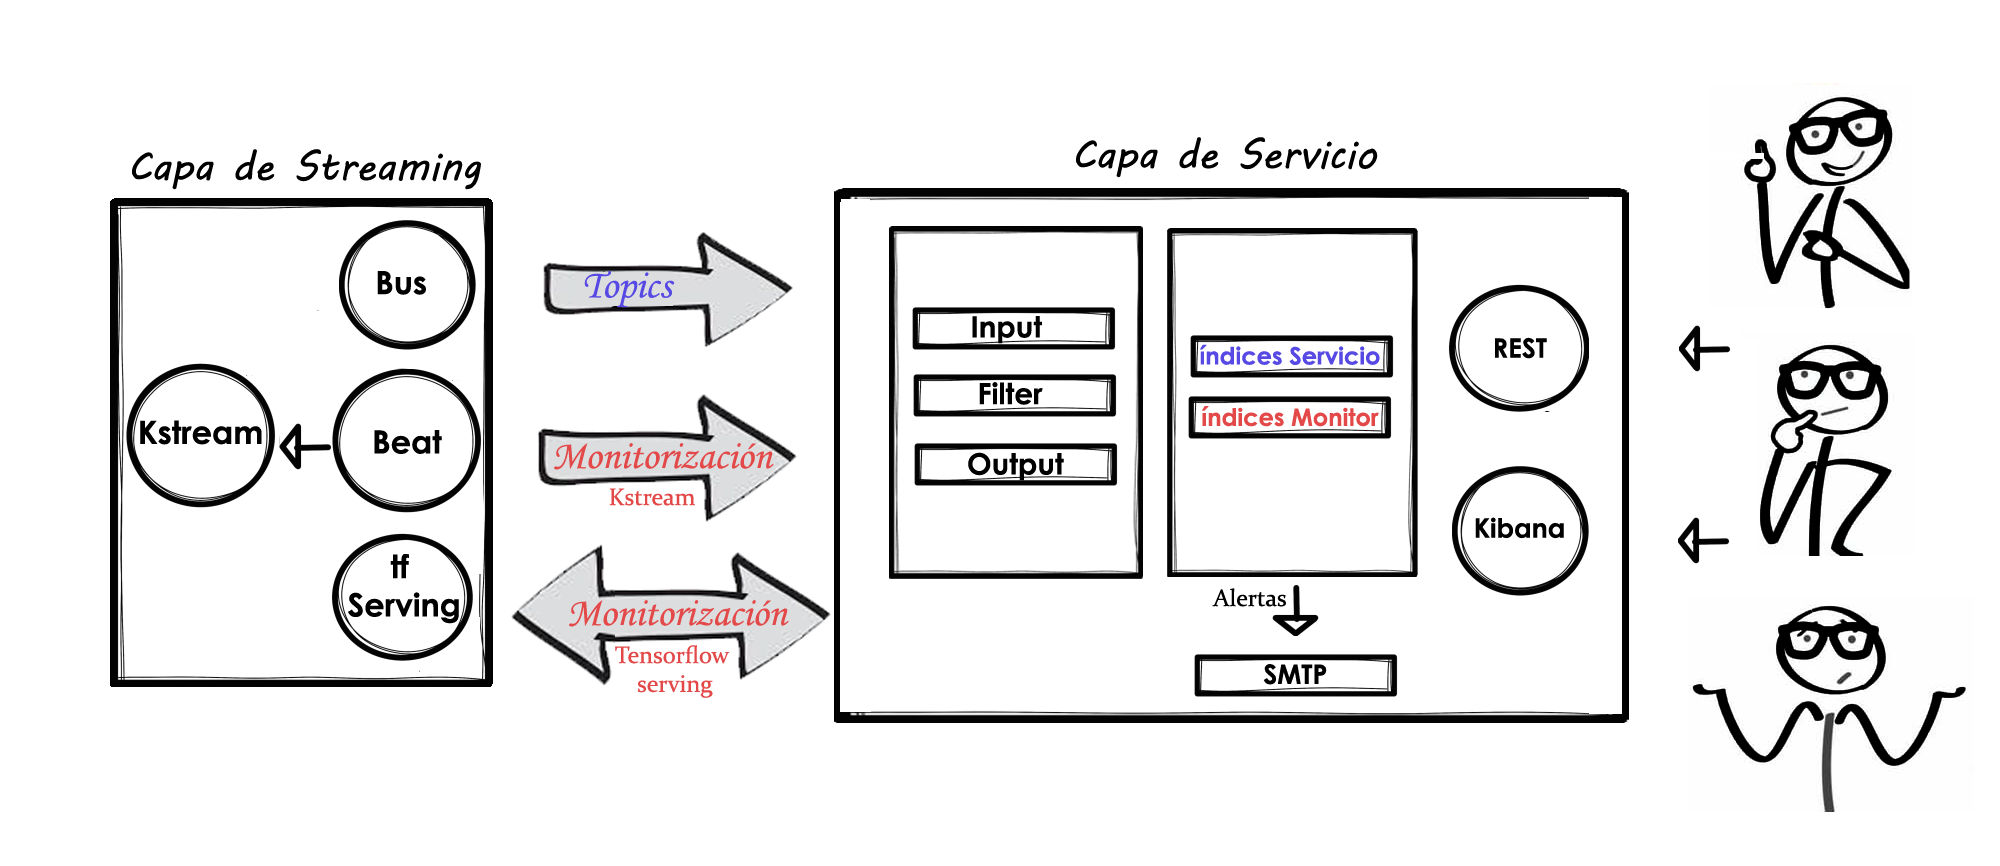 Capa de Streaming
Bus
Kstream
Beat
tf
Serving
Topics
Monitorización
Kstream
Monitorización
Tensorflow
serving
Capa de Servicio
Input
Filter
Output
índices Servicio
índices Monitor
Alertas
SMTP
REST
Kibana